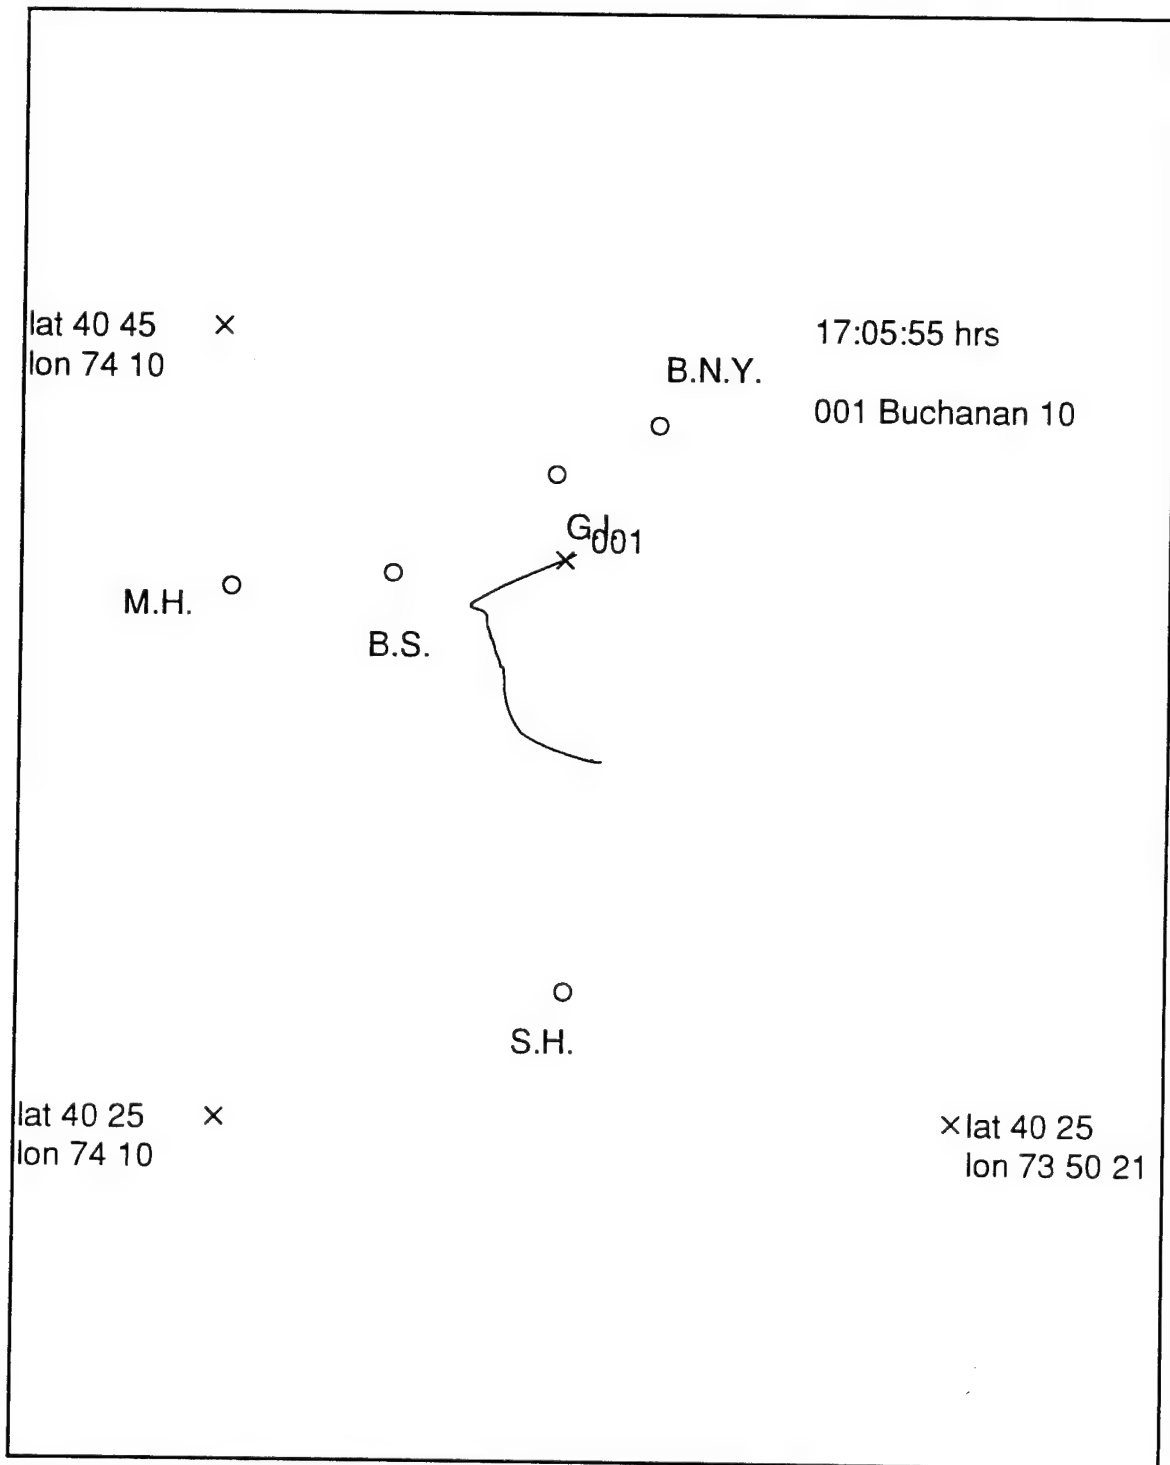 lat 40 45
lon 74 10
17:05:55 hrs
B.N.Y.
001 Buchanan 10
G.I.
001
M.H.
B.S.
S.H.
lat 40 25
lon 74 10
lat 40 25
lon 73 50 21